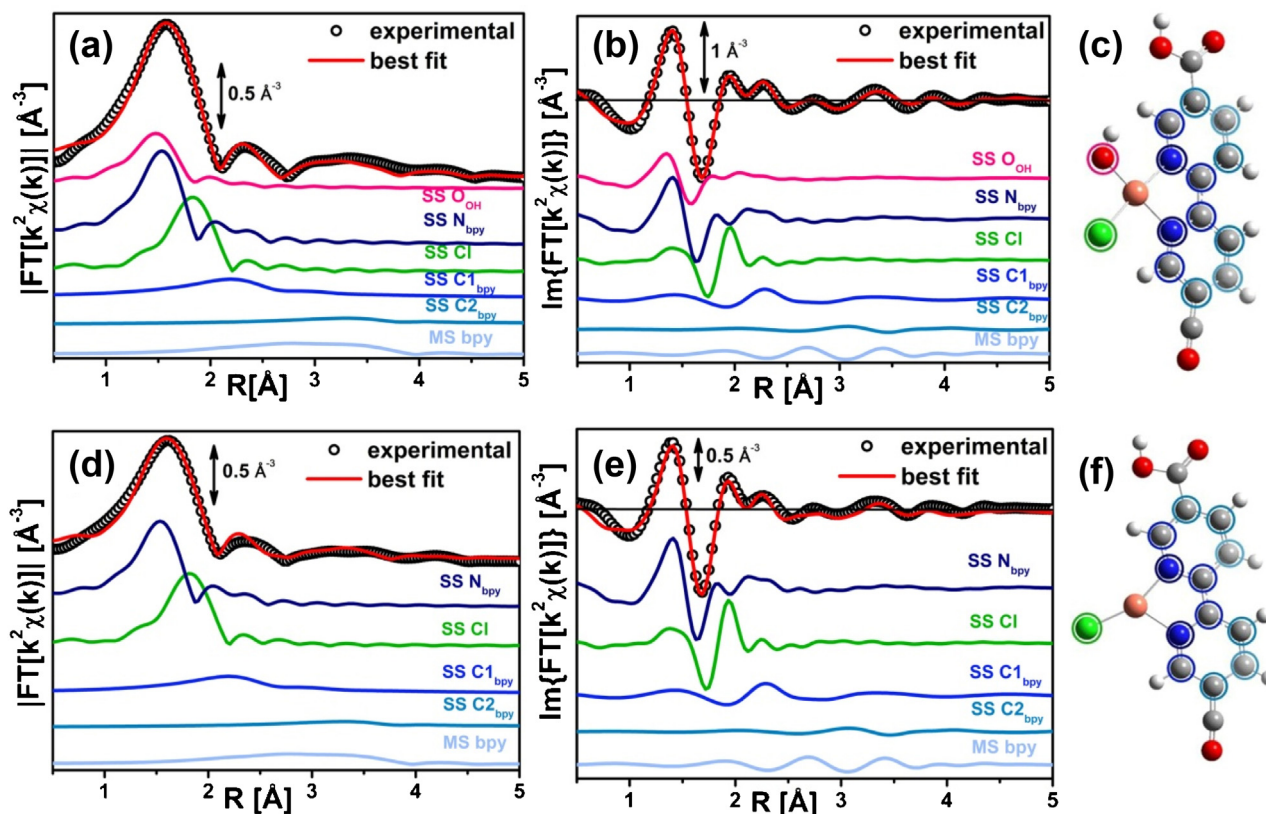 (a)
experimental
best fit
0.5 Å⁻³
SS O_OH
SS N_bpy
SS Cl
SS C1_bpy
SS C2_bpy
MS bpy
|FT[k²χ(k)]| [Å⁻³]
1 2 3 4 5
R[Å]
(b)
experimental
best fit
1 Å⁻³
SS O_OH
SS N_bpy
SS Cl
SS C1_bpy
SS C2_bpy
MS bpy
Im{FT[k²χ(k)]} [Å⁻³]
1 2 3 4 5
R [Å]
(c)
(d)
experimental
best fit
0.5 Å⁻³
SS N_bpy
SS Cl
SS C1_bpy
SS C2_bpy
MS bpy
|FT[k²χ(k)]| [Å⁻³]
1 2 3 4 5
R [Å]
(e)
experimental
best fit
0.5 Å⁻³
SS N_bpy
SS Cl
SS C1_bpy
SS C2_bpy
MS bpy
Im{FT[k²χ(k)]} [Å⁻³]
1 2 3 4 5
R [Å]
(f)